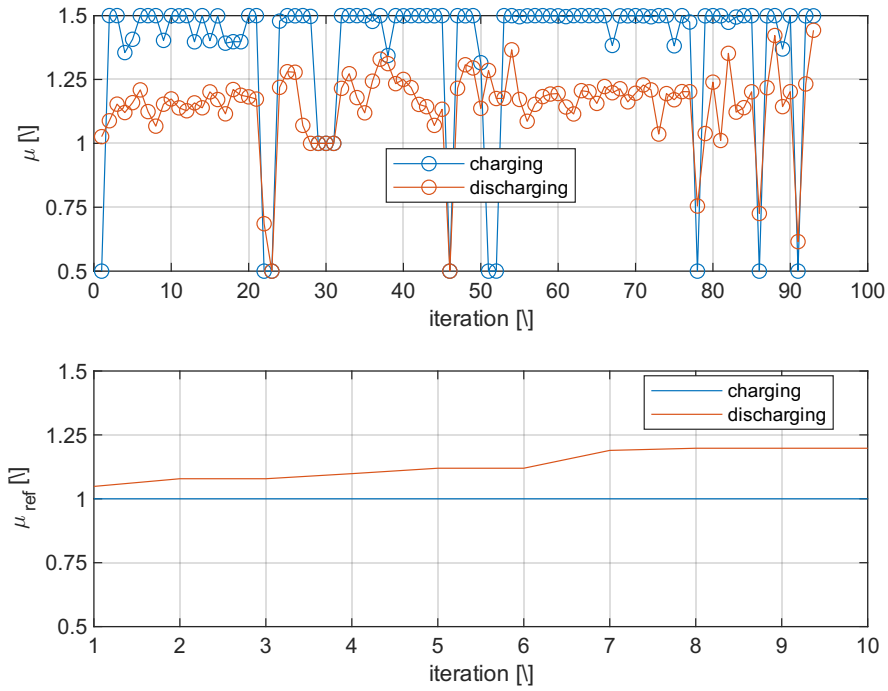 1.5
1.25
1
0.75
0.5
μ [\]
charging
discharging
0 10 20 30 40 50 60 70 80 90 100
iteration [\]
1.5
1.25
1
0.75
0.5
μ ref [\]
charging
discharging
1 2 3 4 5 6 7 8 9 10
iteration [\]